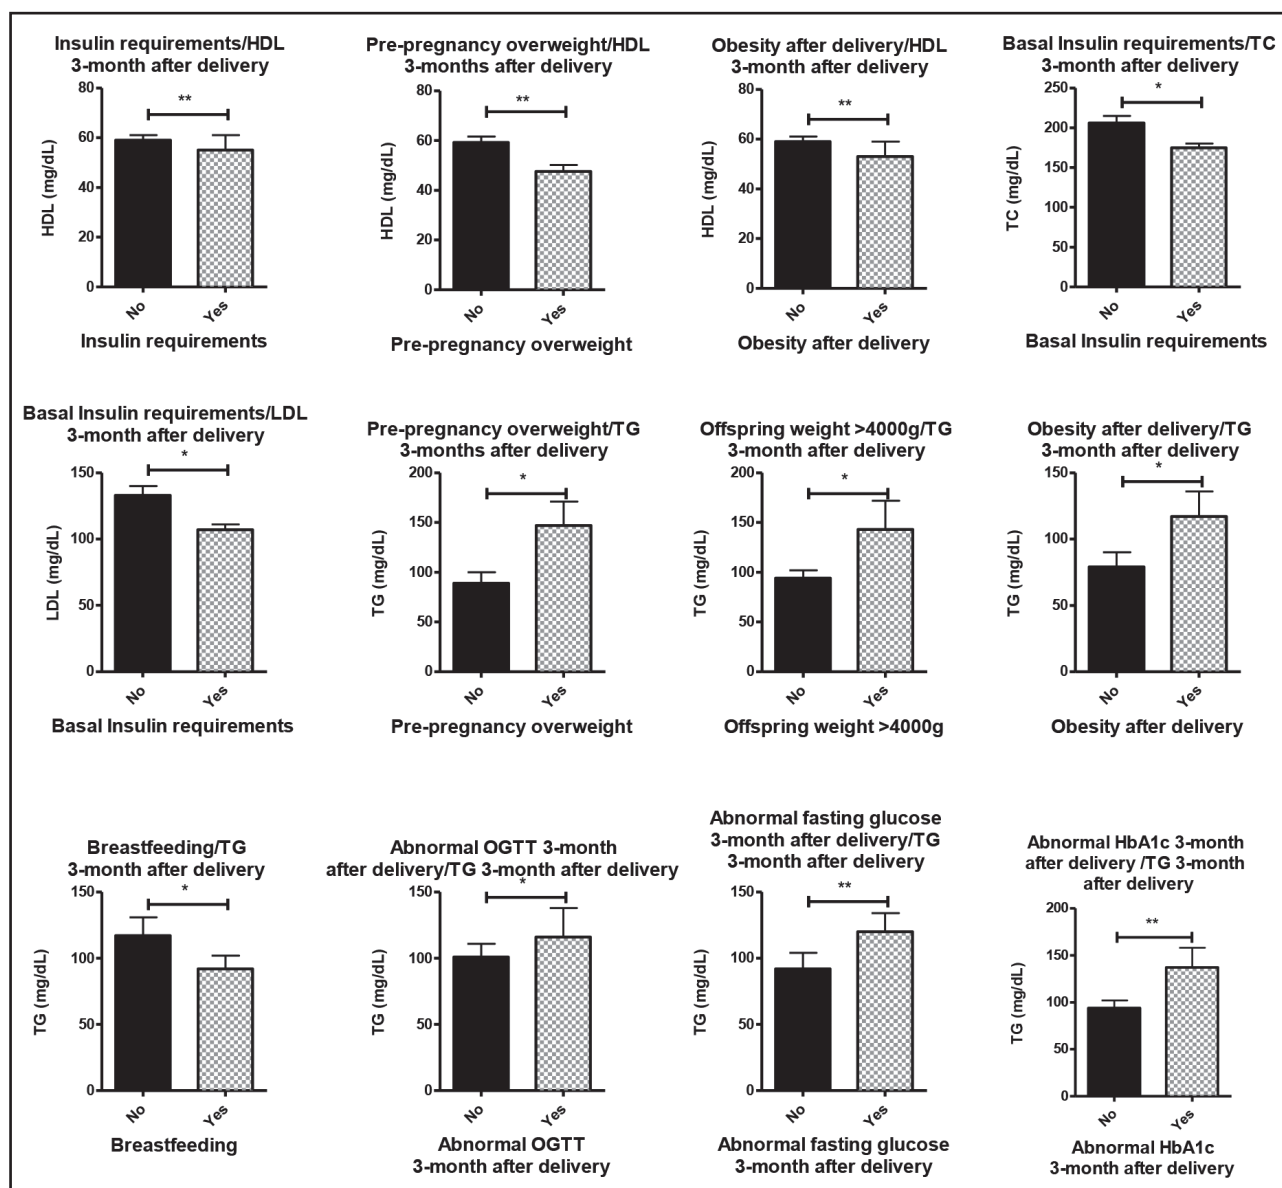 Insulin requirements/HDL
3-month after delivery
**
80
60
40
20
0
HDL (mg/dL)
No
Yes
Insulin requirements
Pre-pregnancy overweight/HDL
3-months after delivery
**
80
60
40
20
0
HDL (mg/dL)
No
Yes
Pre-pregnancy overweight
Obesity after delivery/HDL
3-month after delivery
**
80
60
40
20
0
HDL (mg/dL)
No
Yes
Obesity after delivery
Basal Insulin requirements/TC
3-month after delivery
*
250
200
150
100
50
0
TC (mg/dL)
No
Yes
Basal Insulin requirements
Basal Insulin requirements/LDL
3-month after delivery
*
150
100
50
0
LDL (mg/dL)
No
Yes
Basal Insulin requirements
Pre-pregnancy overweight/TG
3-months after delivery
*
200
150
100
50
0
TG (mg/dL)
No
Yes
Pre-pregnancy overweight
Offspring weight >4000g/TG
3-month after delivery
*
200
150
100
50
0
TG (mg/dL)
No
Yes
Offspring weight >4000g
Obesity after delivery/TG
3-month after delivery
*
150
100
50
0
TG (mg/dL)
No
Yes
Obesity after delivery
Breastfeeding/TG
3-month after delivery
*
150
100
50
0
TG (mg/dL)
No
Yes
Breastfeeding
Abnormal OGTT 3-month
after delivery/TG 3-month after delivery
*
150
100
50
0
TG (mg/dL)
No
Yes
Abnormal OGTT
3-month after delivery
Abnormal fasting glucose
3-month after delivery/TG
3-month after delivery
**
150
100
50
0
TG (mg/dL)
No
Yes
Abnormal fasting glucose
3-month after delivery
Abnormal HbA1c 3-month
after delivery /TG 3-month
after delivery
**
200
150
100
50
0
TG (mg/dL)
No
Yes
Abnormal HbA1c
3-month after delivery